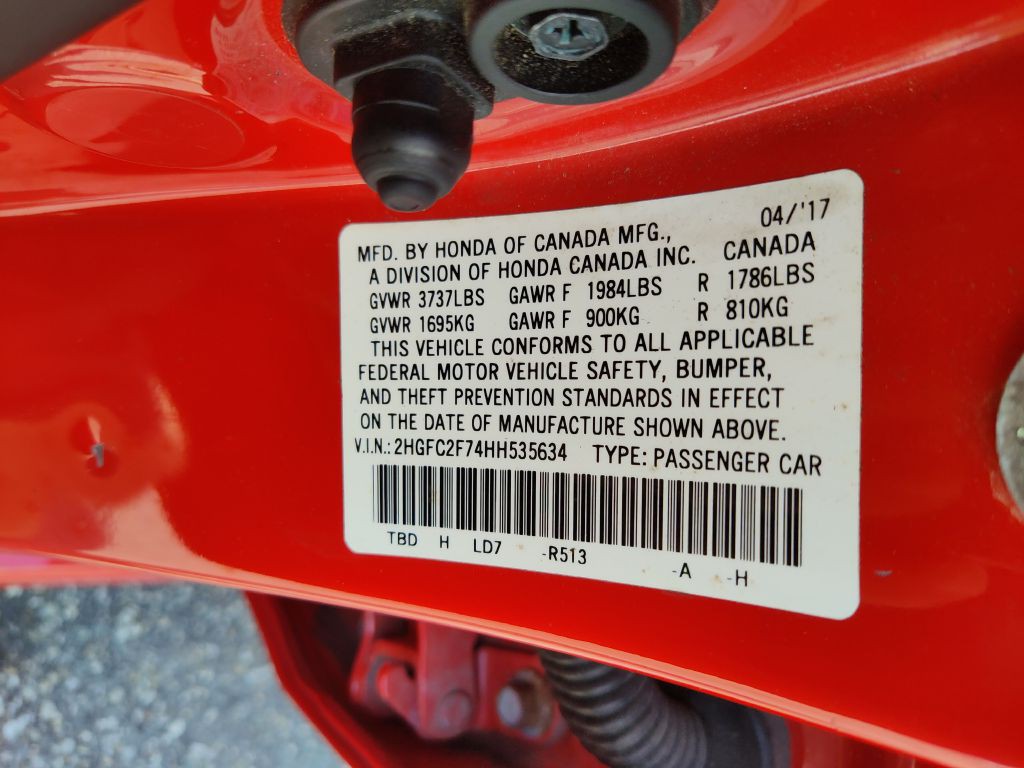 04/'17
MFD. BY HONDA OF CANADA MFG.,
A DIVISION OF HONDA CANADA INC. CANADA
GVWR 3737LBS GAWR F 1984LBS R 1786LBS
GVWR 1695KG GAWR F 900KG R 810KG
THIS VEHICLE CONFORMS TO ALL APPLICABLE
FEDERAL MOTOR VEHICLE SAFETY, BUMPER,
AND THEFT PREVENTION STANDARDS IN EFFECT
ON THE DATE OF MANUFACTURE SHOWN ABOVE.
V.I.N.: 2HGFC2F74HH535634 TYPE: PASSENGER CAR
TBD H LD7 -R513 -A -H